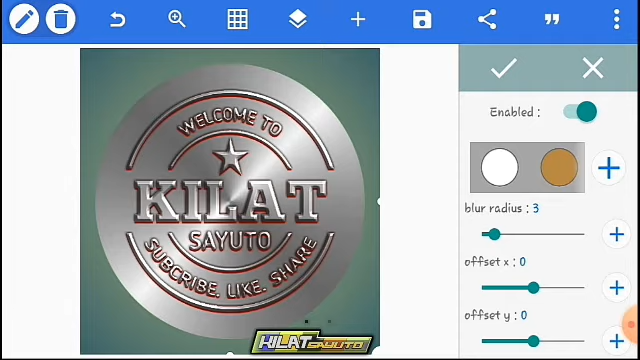 Enabled :
WELCOME TO
KILAT
SAYUTO
SUBCRIBE. LIKE. SHARE
blur radius : 3
offset x : 0
offset y : 0
KILAT SAYUTO